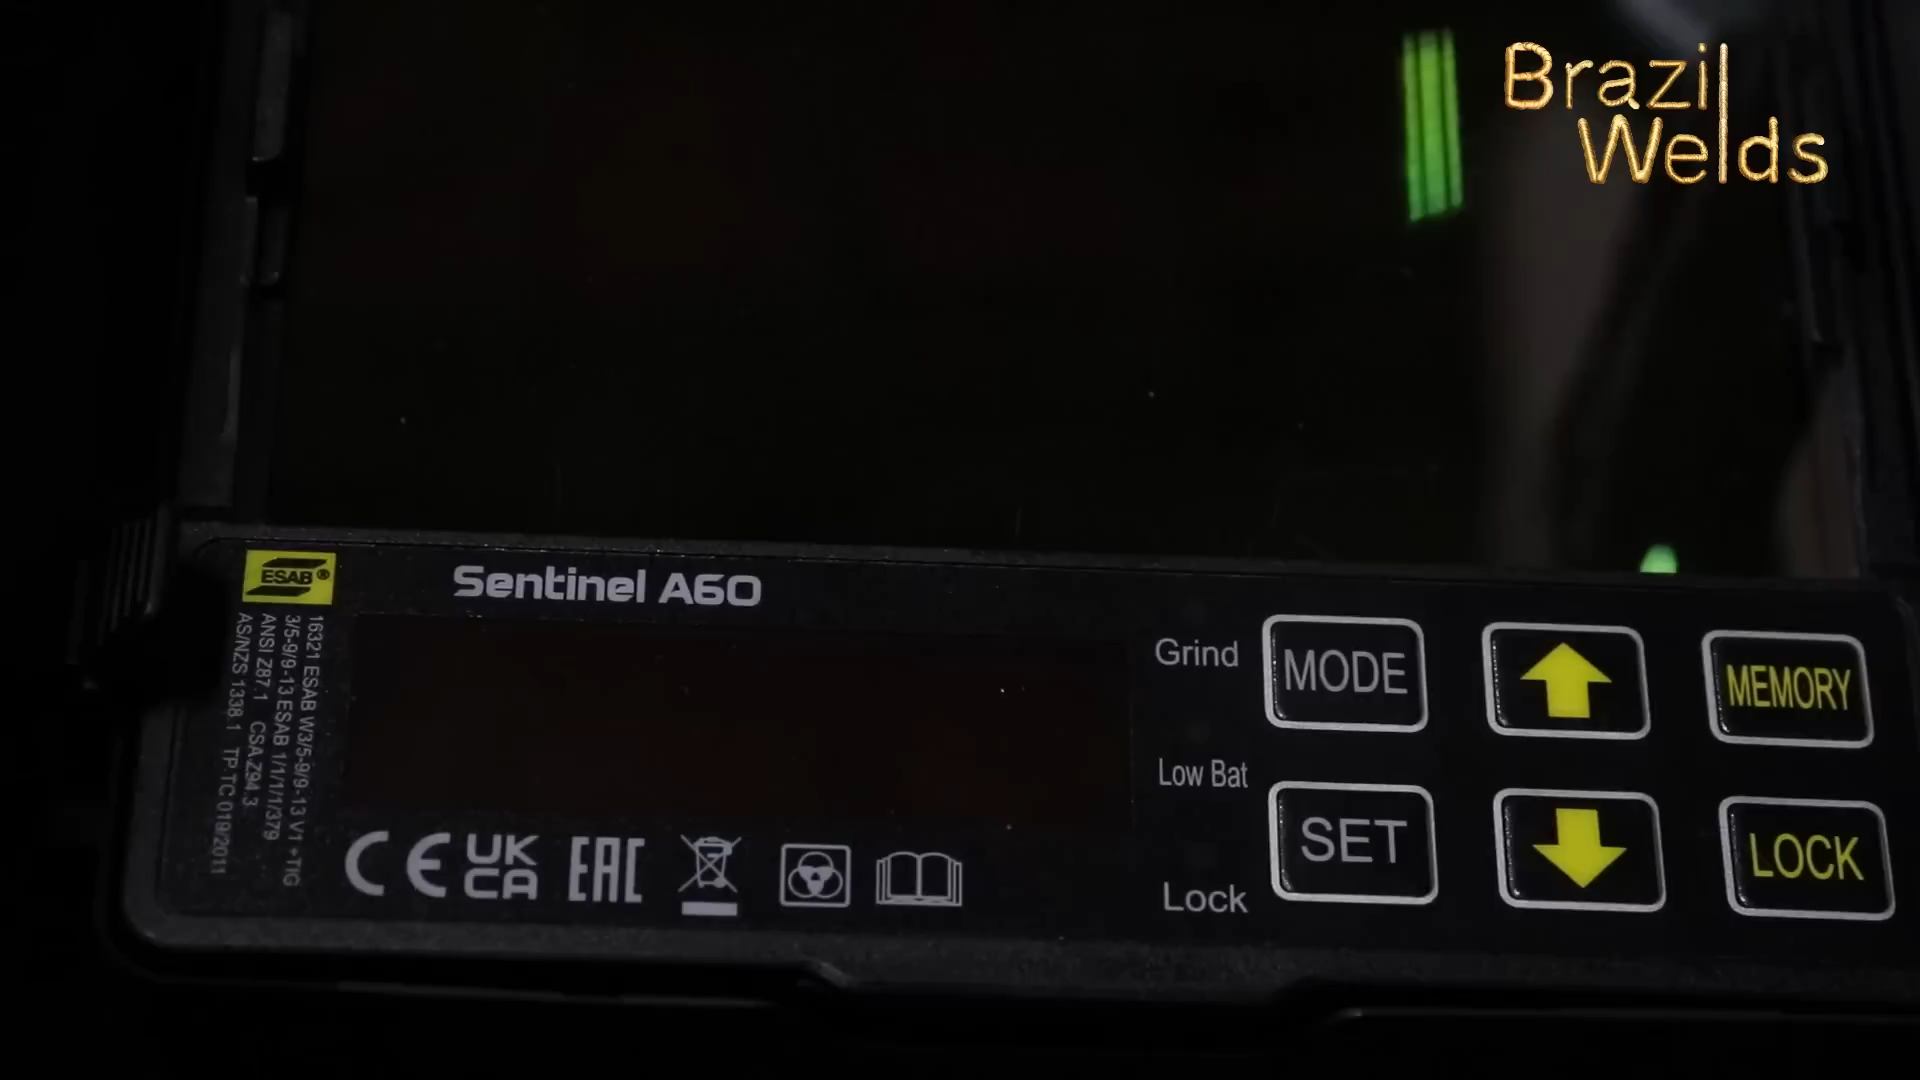 Brazil
Welds
ESAB®
Sentinel A60
16321 ESAB W3/5-9/9-13 V1+TIG
3/5-9/9-13 ESAB 1/1/1/1/379
ANSI Z87.1 CSA Z94.3
AS/NZS 1338.1 TP TC 019/2011
Grind
MODE
MEMORY
Low Bat
SET
LOCK
Lock
CE
UK
CA
EAC